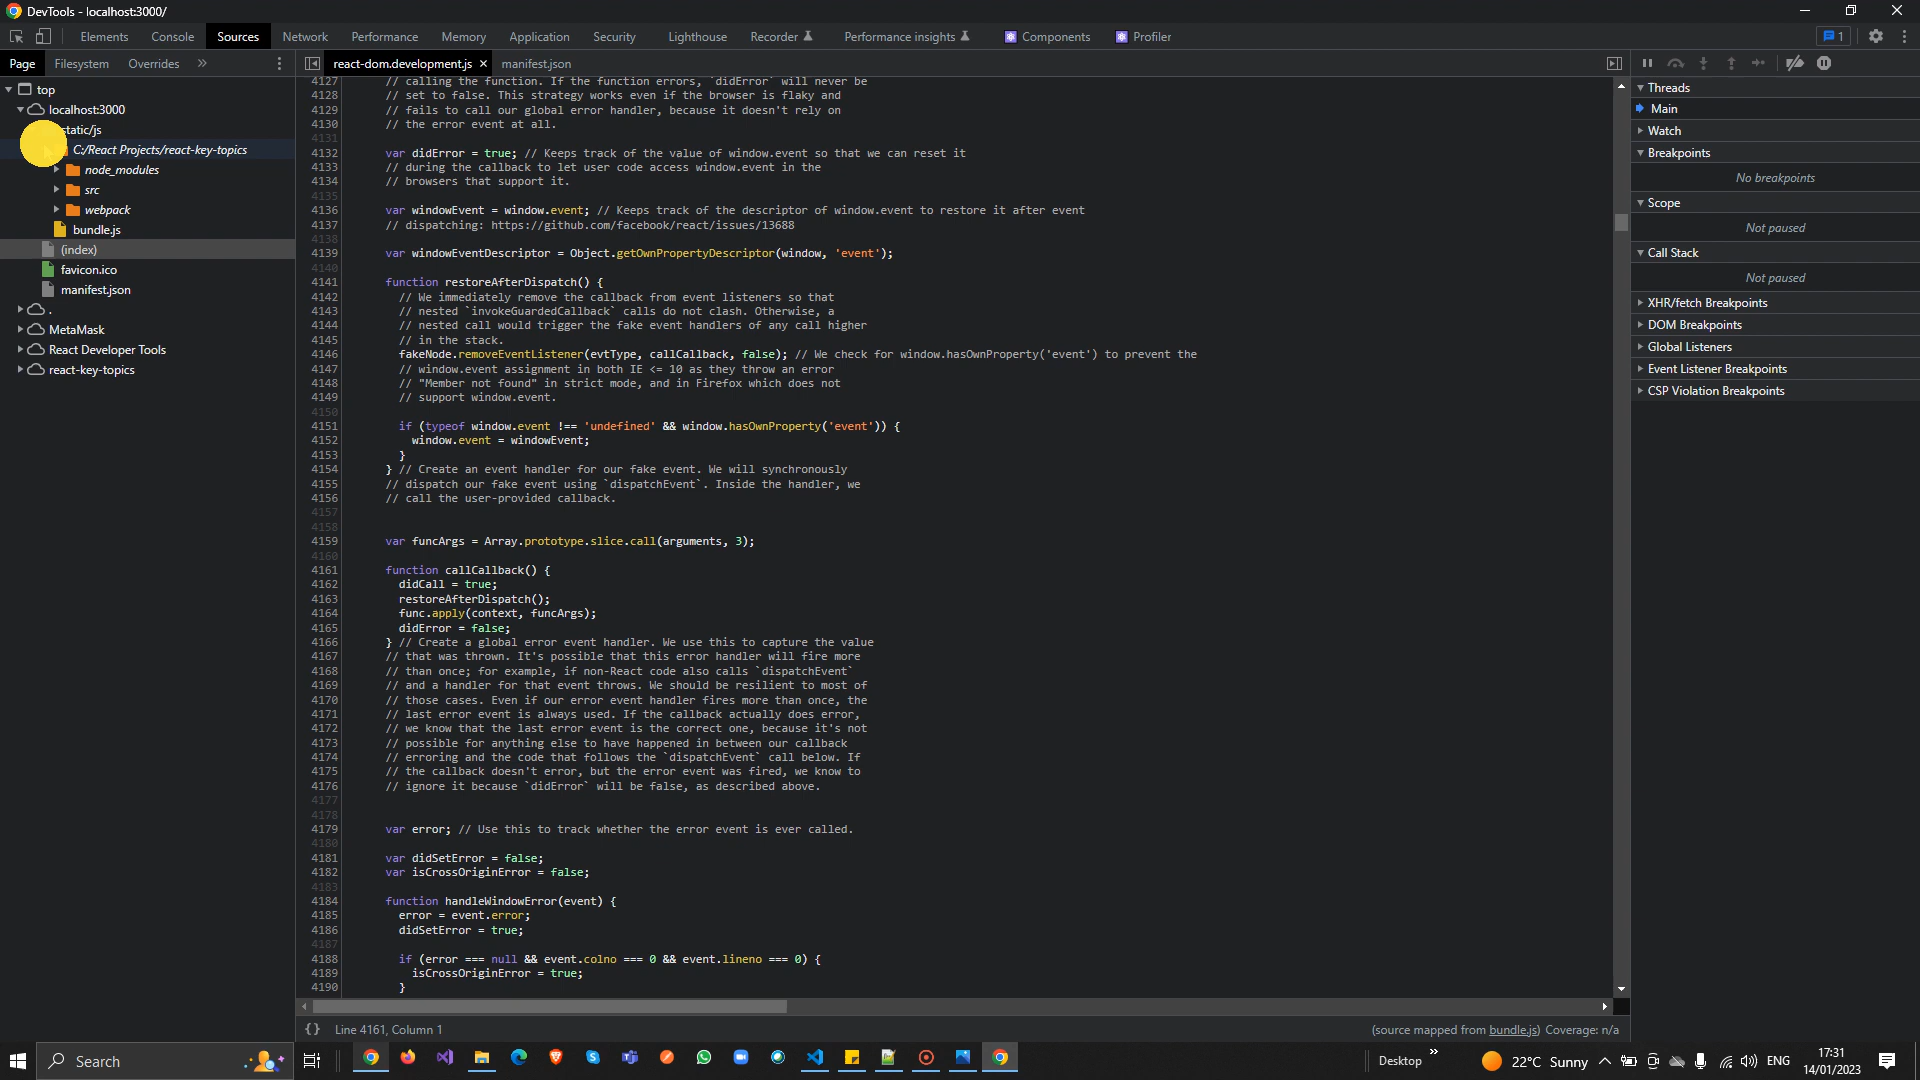 DevTools - localhost:3000/
Elements Console Sources Network Performance Memory Application Security Lighthouse Recorder Performance insights Components Profiler 1
Page Filesystem Overrides » react-dom.development.js × manifest.json
top
localhost:3000
static/js
C:/React Projects/react-key-topics
node_modules
src
webpack
bundle.js
(index)
favicon.ico
manifest.json
.
MetaMask
React Developer Tools
react-key-topics
4127 // calling the function. If the function errors, `didError` will never be
4128 // set to false. This strategy works even if the browser is flaky and
4129 // fails to call our global error handler, because it doesn't rely on
4130 // the error event at all.
4131
4132 var didError = true; // Keeps track of the value of window.event so that we can reset it
4133 // during the callback to let user code access window.event in the
4134 // browsers that support it.
4135
4136 var windowEvent = window.event; // Keeps track of the descriptor of window.event to restore it after event
4137 // dispatching: https://github.com/facebook/react/issues/13688
4138
4139 var windowEventDescriptor = Object.getOwnPropertyDescriptor(window, 'event');
4140
4141 function restoreAfterDispatch() {
4142 // We immediately remove the callback from event listeners so that
4143 // nested `invokeGuardedCallback` calls do not clash. Otherwise, a
4144 // nested call would trigger the fake event handlers of any call higher
4145 // in the stack.
4146 fakeNode.removeEventListener(evtType, callCallback, false); // We check for window.hasOwnProperty('event') to prevent the
4147 // window.event assignment in both IE <= 10 as they throw an error
4148 // "Member not found" in strict mode, and in Firefox which does not
4149 // support window.event.
4150
4151 if (typeof window.event !== 'undefined' && window.hasOwnProperty('event')) {
4152 window.event = windowEvent;
4153 }
4154 } // Create an event handler for our fake event. We will synchronously
4155 // dispatch our fake event using `dispatchEvent`. Inside the handler, we
4156 // call the user-provided callback.
4157
4158
4159 var funcArgs = Array.prototype.slice.call(arguments, 3);
4160
4161 function callCallback() {
4162 didCall = true;
4163 restoreAfterDispatch();
4164 func.apply(context, funcArgs);
4165 didError = false;
4166 } // Create a global error event handler. We use this to capture the value
4167 // that was thrown. It's possible that this error handler will fire more
4168 // than once; for example, if non-React code also calls `dispatchEvent`
4169 // and a handler for that event throws. We should be resilient to most of
4170 // those cases. Even if our error event handler fires more than once, the
4171 // last error event is always used. If the callback actually does error,
4172 // we know that the last error event is the correct one, because it's not
4173 // possible for anything else to have happened in between our callback
4174 // erroring and the code that follows the `dispatchEvent` call below. If
4175 // the callback doesn't error, but the error event was fired, we know to
4176 // ignore it because `didError` will be false, as described above.
4177
4178
4179 var error; // Use this to track whether the error event is ever called.
4180
4181 var didSetError = false;
4182 var isCrossOriginError = false;
4183
4184 function handleWindowError(event) {
4185 error = event.error;
4186 didSetError = true;
4187
4188 if (error === null && event.colno === 0 && event.lineno === 0) {
4189 isCrossOriginError = true;
4190 }
Threads
Main
Watch
Breakpoints
No breakpoints
Scope
Not paused
Call Stack
Not paused
XHR/fetch Breakpoints
DOM Breakpoints
Global Listeners
Event Listener Breakpoints
CSP Violation Breakpoints
{} Line 4161, Column 1 (source mapped from bundle.js) Coverage: n/a
Search Desktop » 22°C Sunny ENG 17:31
14/01/2023